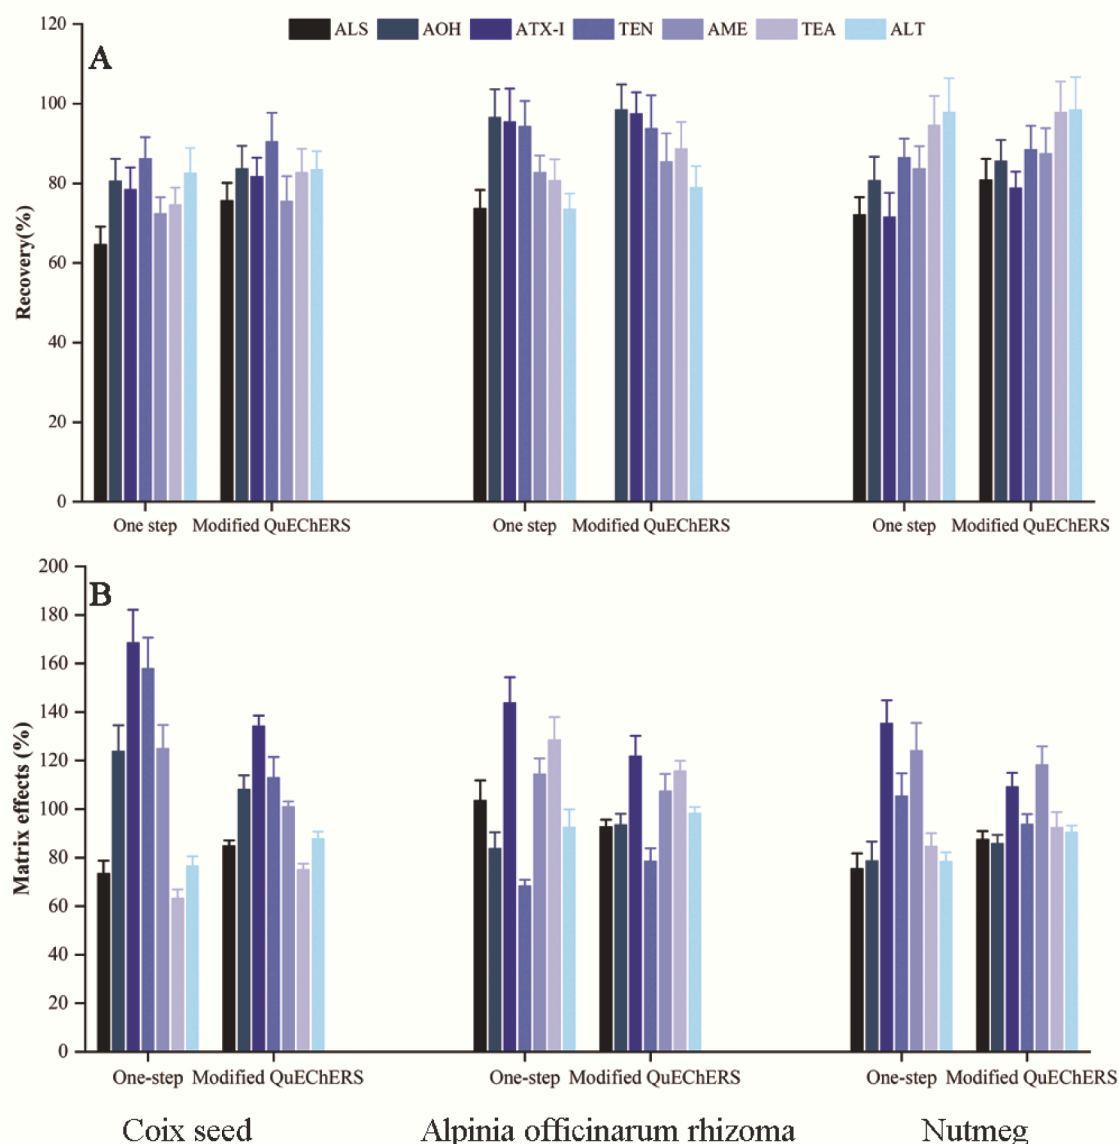 120
ALS AOH ATX-I TEN AME TEA ALT
A
100
80
60
40
20
0
Recovery(%)
One step Modified QuEChERS One step Modified QuEChERS One step Modified QuEChERS
200
B
180
160
140
120
100
80
60
40
20
0
Matrix effects (%)
One-step Modified QuEChERS One-step Modified QuEChERS One-step Modified QuEChERS
Coix seed Alpinia officinarum rhizoma Nutmeg